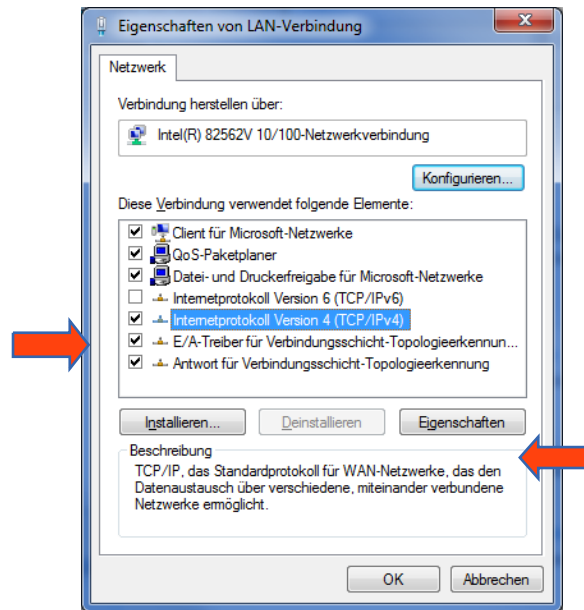 Eigenschaften von LAN-Verbindung
Netzwerk
Verbindung herstellen über:
Intel(R) 82562V 10/100-Netzwerkverbindung
Konfigurieren...
Diese Verbindung verwendet folgende Elemente:
Client für Microsoft-Netzwerke
QoS-Paketplaner
Datei- und Druckerfreigabe für Microsoft-Netzwerke
Internetprotokoll Version 6 (TCP/IPv6)
Internetprotokoll Version 4 (TCP/IPv4)
E/A-Treiber für Verbindungsschicht-Topologieerkennun...
Antwort für Verbindungsschicht-Topologieerkennung
Installieren...
Deinstallieren
Eigenschaften
Beschreibung
TCP/IP, das Standardprotokoll für WAN-Netzwerke, das den
Datenaustausch über verschiedene, miteinander verbundene
Netzwerke ermöglicht.
OK
Abbrechen